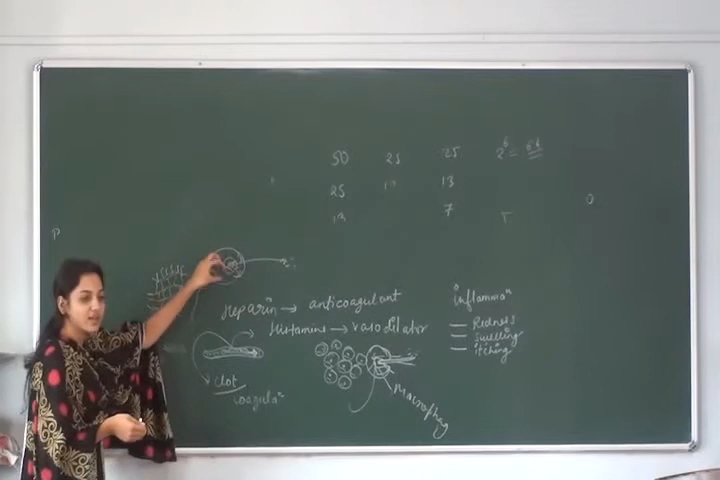 50 25 25 2⁶ = 64
25 13
13 7
P
Heparin → anticoagulant
Histamine → vasodilator
Clot
coagulaⁿ
Macrophag
inflammaⁿ
— Redness
— Swelling
— Itching